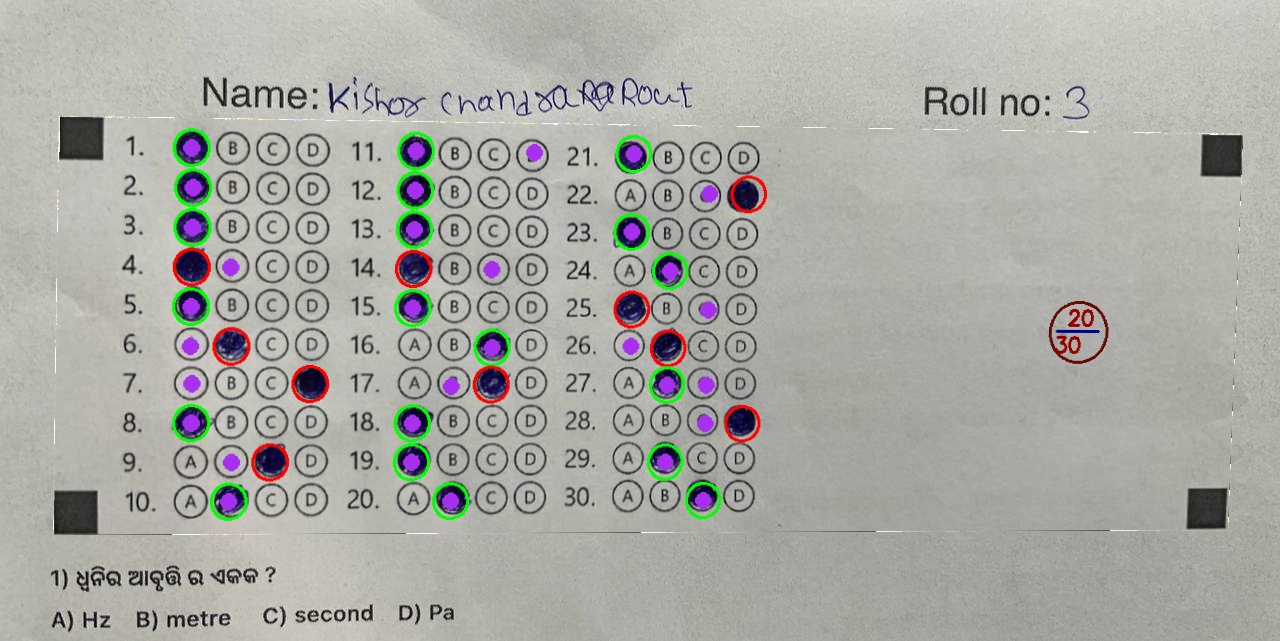 Name: Kishor Chandra Rout Roll no: 3
1. B C D 11. B C 21. B C D
2. B C D 12. B C D 22. A B
3. B C D 13. B C D 23. B C D
4. C D 14. B D 24. A C D
5. B C D 15. B C D 25. B D
6. C D 16. A B D 26. C D
7. B C 17. A D 27. A D
8. B C D 18. B C D 28. A B
9. A D 19. B C D 29. A C D
10. A C D 20. A C D 30. A B D
20
30
1) ଧ୍ୱନିର ଆବୃତ୍ତି ର ଏକକ ?
A) Hz B) metre C) second D) Pa